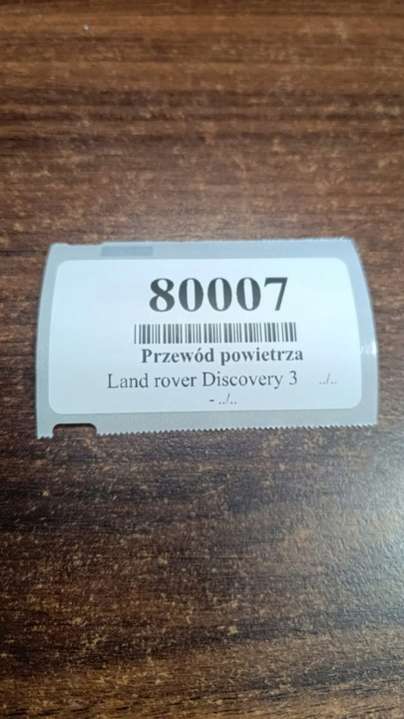 80007
Przewód powietrza
Land rover Discovery 3 ../..
- ../..